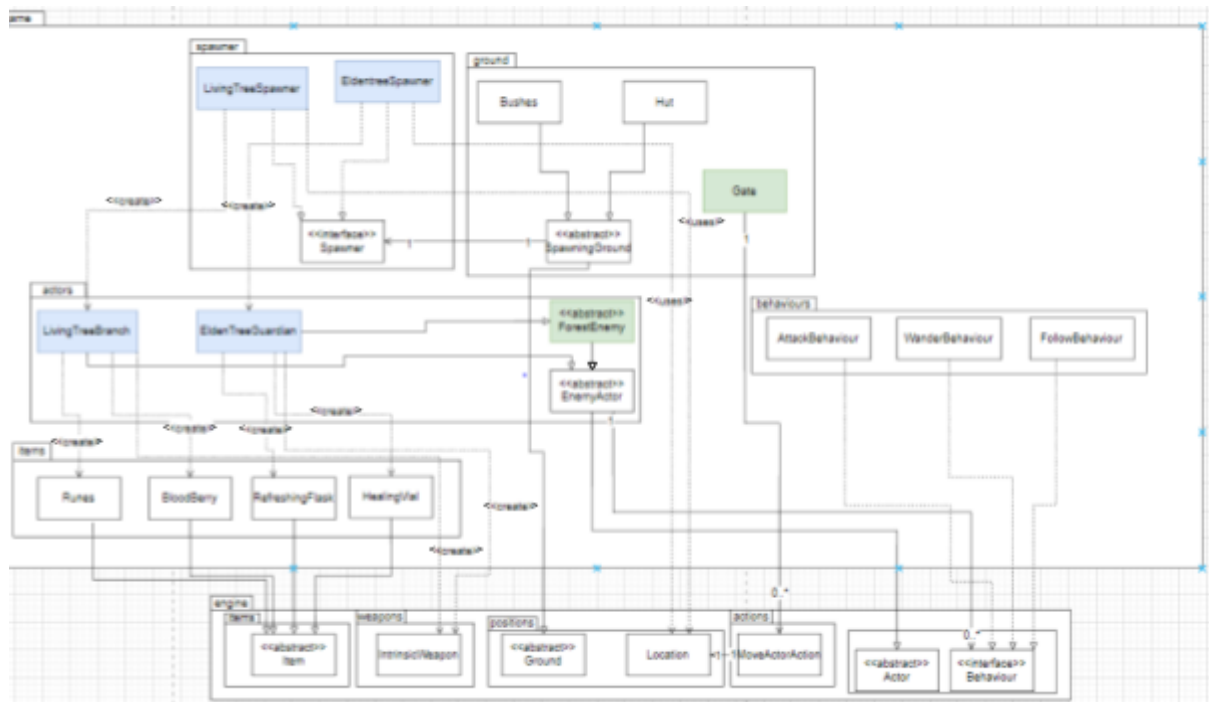 spawner
ground
LivingTreeSpawner
EldentreeSpawner
Bushes
Hut
Gate
<<create>>
<<create>>
<<uses>>
1
<<interface>>
Spawner
1
1
<<abstract>>
SpawningGround
actors
<<uses>>
behaviours
LivingTreeBranch
EldenTreeGuardian
<<abstract>>
ForestEnemy
AttackBehaviour
WanderBehaviour
FollowBehaviour
<<abstract>>
EnemyActor
<<create>>
<<create>>
<<create>>
<<create>>
items
Runes
BloodBerry
RefreshingFlask
HealingVial
<<create>>
<<create>>
0..*
engine
items
weapons
positions
actions
0..*
<<abstract>>
Item
IntrinsicWeapon
<<abstract>>
Ground
Location
1
1
MoveActorAction
<<abstract>>
Actor
<<interface>>
Behaviour